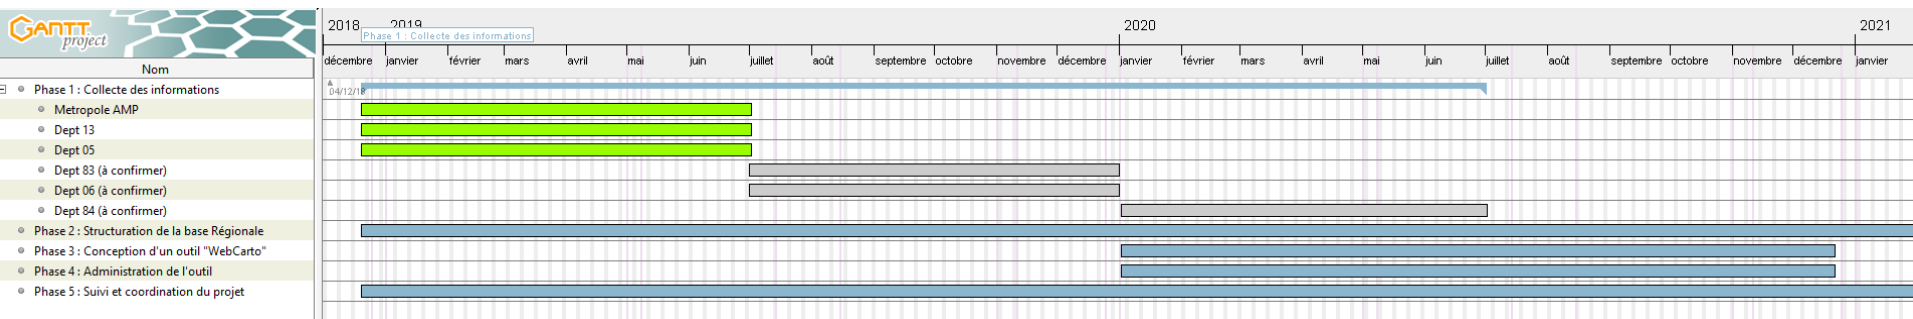 GANTT
project
2018 2019 2020 2021
Phase 1 : Collecte des informations
décembre janvier février mars avril mai juin juillet août septembre octobre novembre décembre janvier février mars avril mai juin juillet août septembre octobre novembre décembre janvier
Nom
Phase 1 : Collecte des informations
04/12/18
Metropole AMP
Dept 13
Dept 05
Dept 83 (à confirmer)
Dept 06 (à confirmer)
Dept 84 (à confirmer)
Phase 2 : Structuration de la base Régionale
Phase 3 : Conception d'un outil "WebCarto"
Phase 4 : Administration de l'outil
Phase 5 : Suivi et coordination du projet